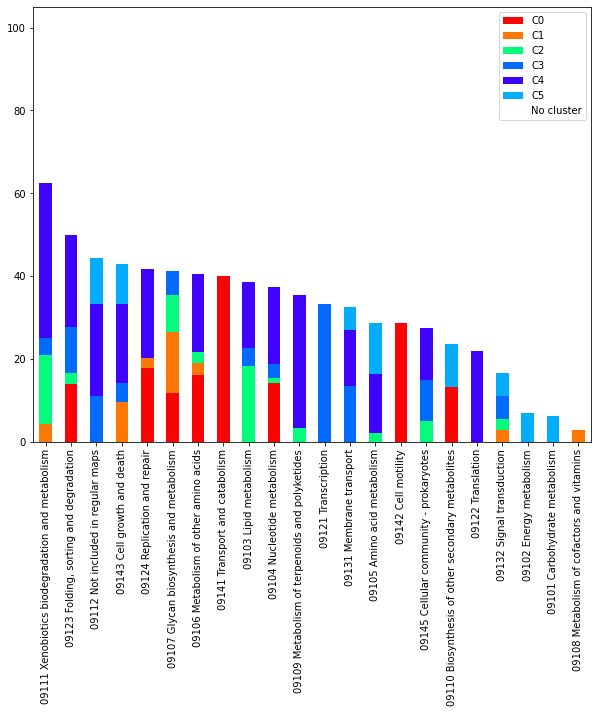 C0
C1
C2
C3
C4
C5
No cluster
100
80
60
40
20
0
09111 Xenobiotics biodegradation and metabolism
09123 Folding, sorting and degradation
09112 Not included in regular maps
09143 Cell growth and death
09124 Replication and repair
09107 Glycan biosynthesis and metabolism
09106 Metabolism of other amino acids
09141 Transport and catabolism
09103 Lipid metabolism
09104 Nucleotide metabolism
09109 Metabolism of terpenoids and polyketides
09121 Transcription
09131 Membrane transport
09105 Amino acid metabolism
09142 Cell motility
09145 Cellular community - prokaryotes
09110 Biosynthesis of other secondary metabolites
09122 Translation
09132 Signal transduction
09102 Energy metabolism
09101 Carbohydrate metabolism
09108 Metabolism of cofactors and vitamins